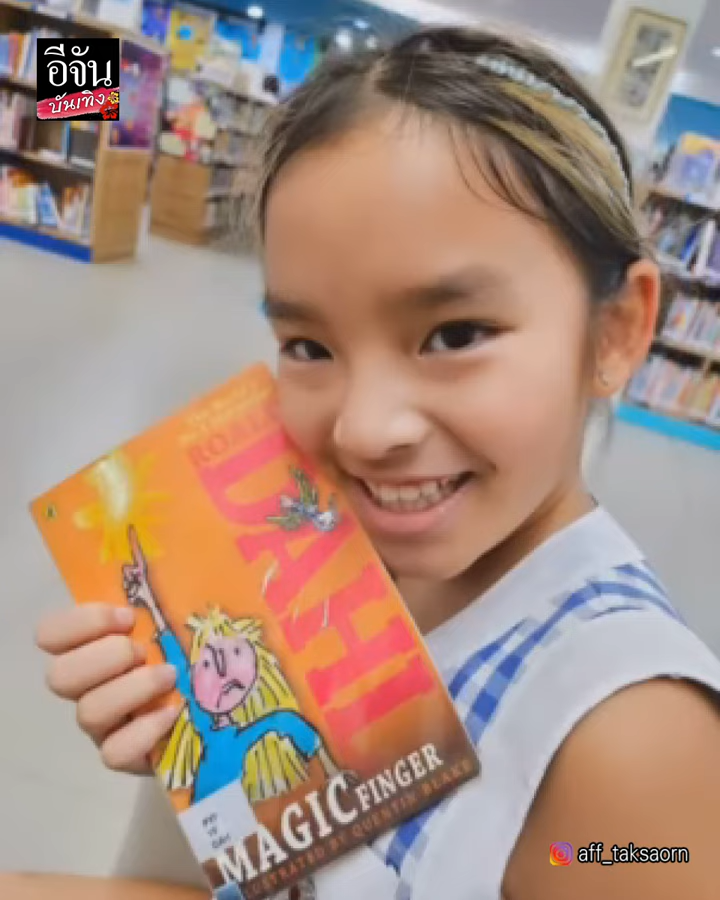 อีจัน
บันเทิง
ROALD
DAHL
MAGIC FINGER
ILLUSTRATED BY QUENTIN BLAKE
aff_taksaorn